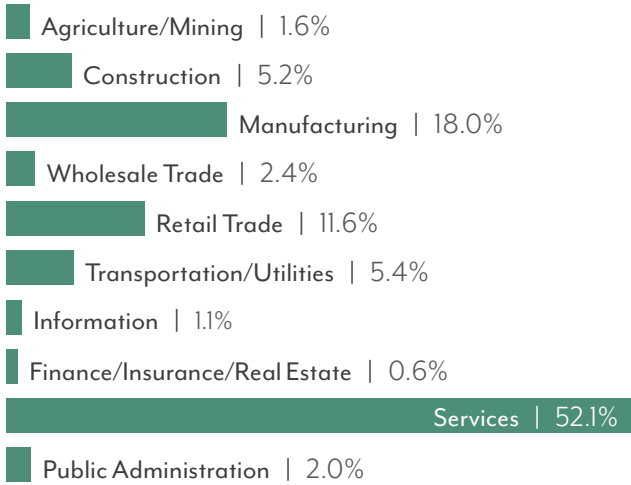 Agriculture/Mining | 1.6%
Construction | 5.2%
Manufacturing | 18.0%
Wholesale Trade | 2.4%
Retail Trade | 11.6%
Transportation/Utilities | 5.4%
Information | 1.1%
Finance/Insurance/Real Estate | 0.6%
Services | 52.1%
Public Administration | 2.0%